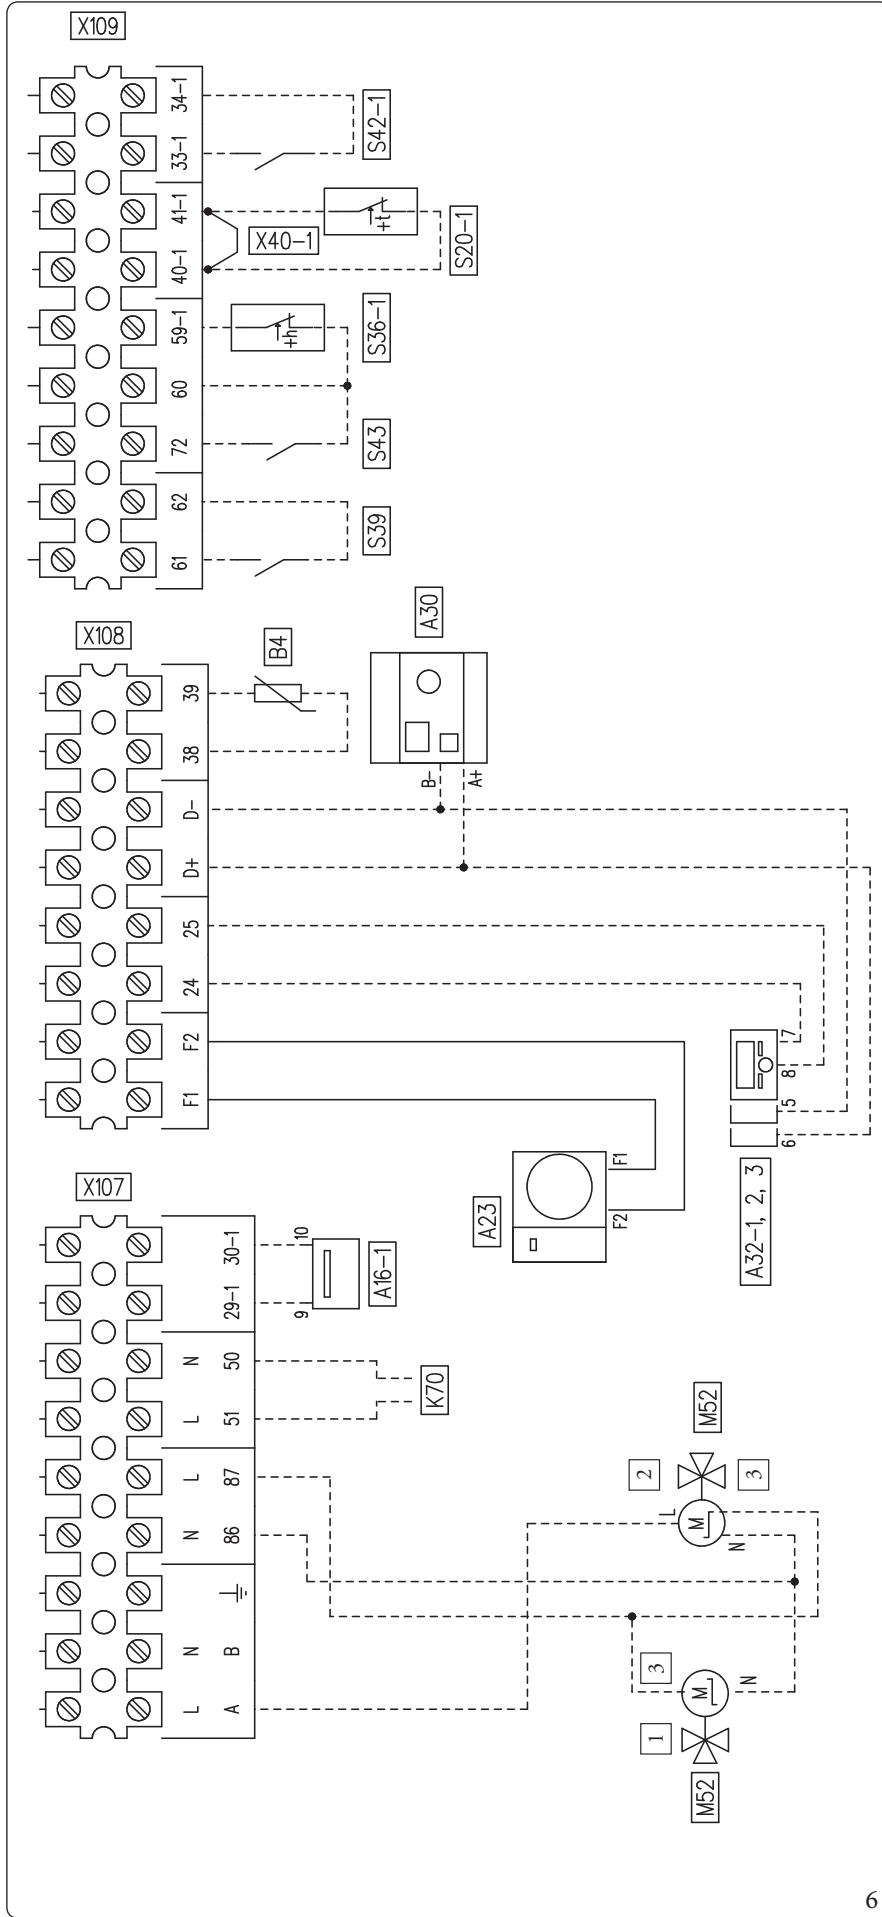 X109
34-1
33-1
41-1
40-1
59-1
60
72
62
61
S42-1
+t
X40-1
S20-1
+h
S36-1
S43
S39
X108
39
38
D-
D+
25
24
F2
F1
B4
A30
B-
A+
7
8
5
6
A32-1, 2, 3
F1
F2
A23
X107
30-1
29-1
N 50
L 51
L 87
N 86
N B
L A
10
9
A16-1
K70
M52
2
3
L
M
N
3
M
N
1
M52
6